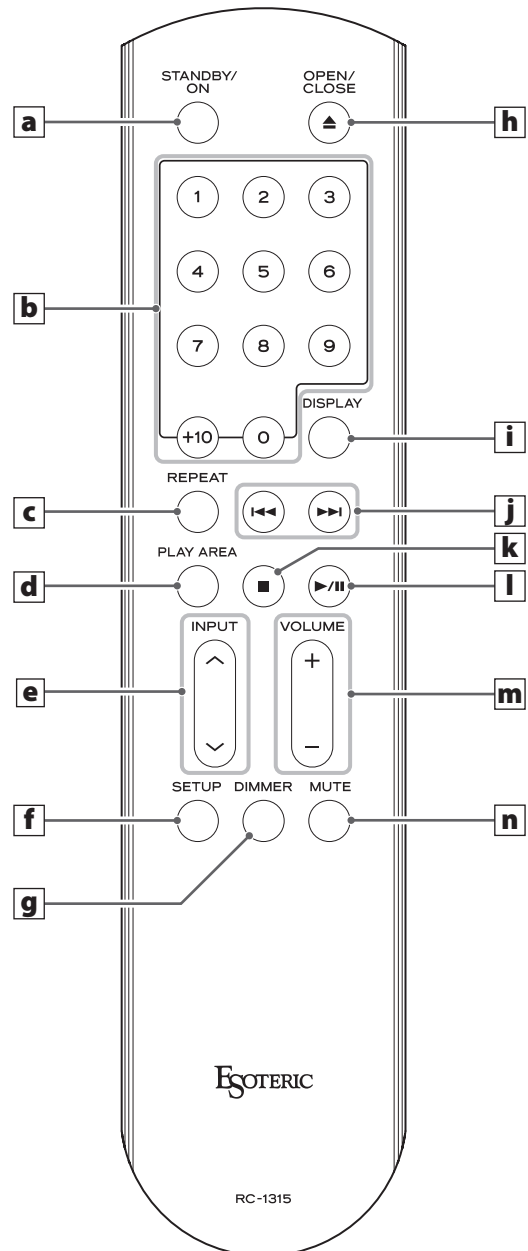 STANDBY/
ON
OPEN/
CLOSE
a
h
1 2 3
4 5 6
b
7 8 9
DISPLAY
+10 0
i
REPEAT
c
j
k
PLAY AREA
d
l
INPUT VOLUME
+
e
m
−
SETUP DIMMER MUTE
f
n
g
ESOTERIC
RC-1315